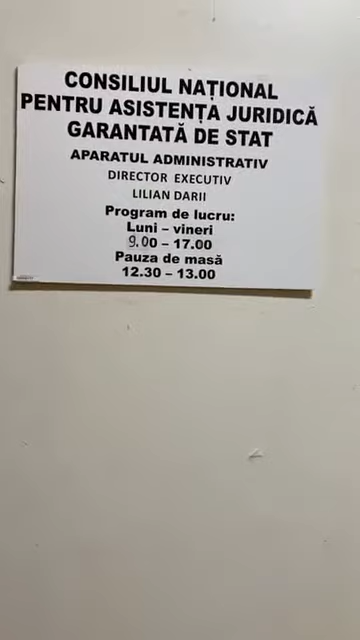 CONSILIUL NAȚIONAL
PENTRU ASISTENȚA JURIDICĂ
GARANTATĂ DE STAT
APARATUL ADMINISTRATIV
DIRECTOR EXECUTIV
LILIAN DARII
Program de lucru:
Luni – vineri
9.00 – 17.00
Pauza de masă
12.30 – 13.00